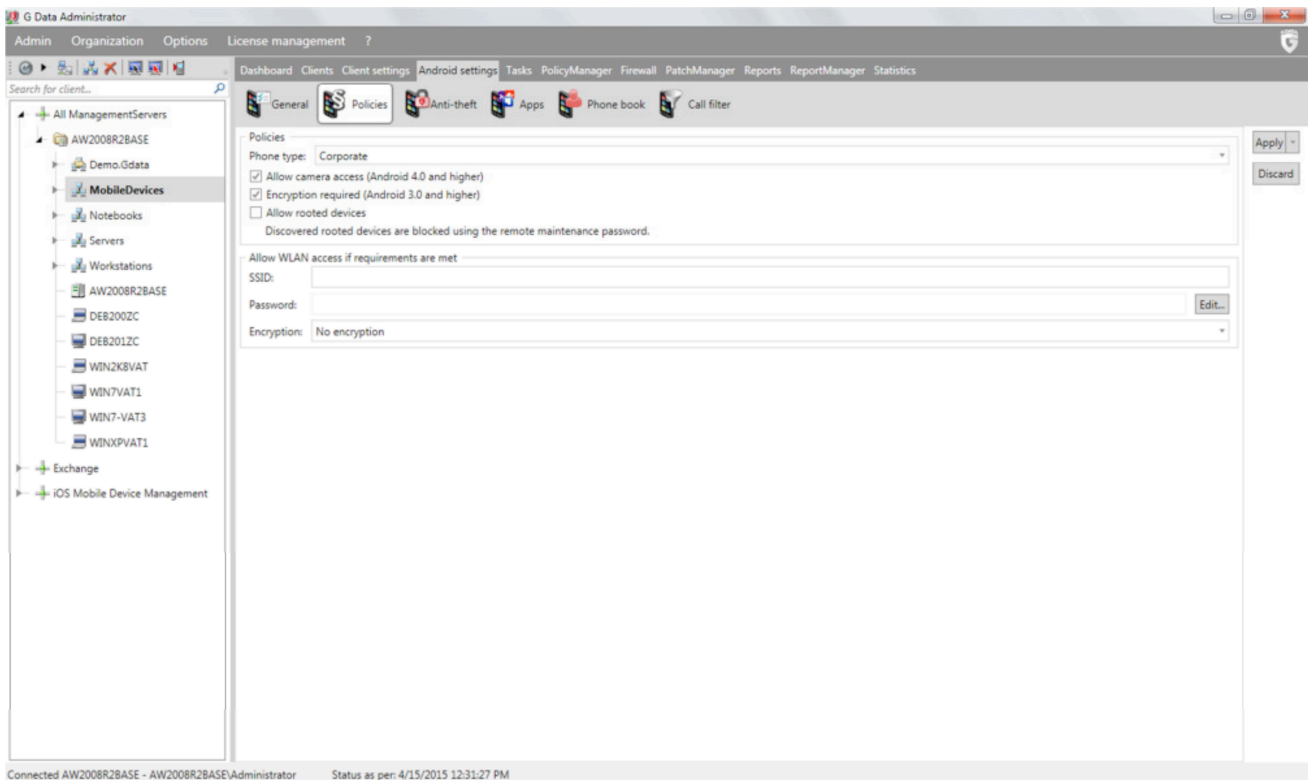 G Data Administrator
Admin Organization Options License management ?
Dashboard Clients Client settings Android settings Tasks PolicyManager Firewall PatchManager Reports ReportManager Statistics
Search for client...
General Policies Anti-theft Apps Phone book Call filter
All ManagementServers
AW2008R2BASE
Demo.Gdata
MobileDevices
Notebooks
Servers
Workstations
AW2008R2BASE
DEB200ZC
DEB201ZC
WIN2K8VAT
WIN7VAT1
WIN7-VAT3
WINXPVAT1
Exchange
iOS Mobile Device Management
Policies
Phone type: Corporate
Allow camera access (Android 4.0 and higher)
Encryption required (Android 3.0 and higher)
Allow rooted devices
Discovered rooted devices are blocked using the remote maintenance password.
Allow WLAN access if requirements are met
SSID:
Password:
Edit...
Encryption: No encryption
Apply
Discard
Connected AW2008R2BASE - AW2008R2BASE\Administrator Status as per: 4/15/2015 12:31:27 PM